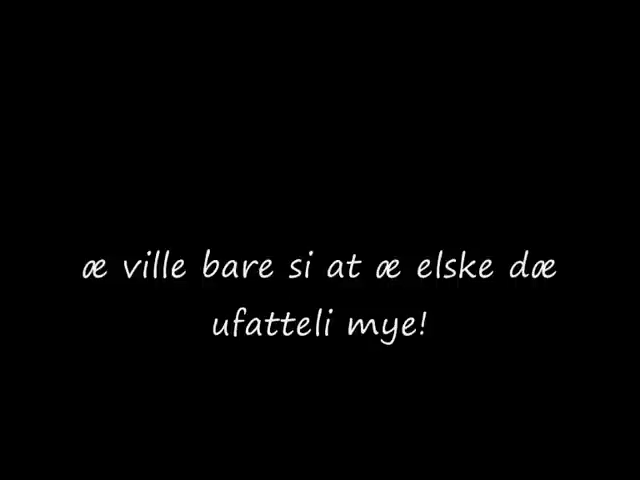 æ ville bare si at æ elske dæ
ufatteli mye!